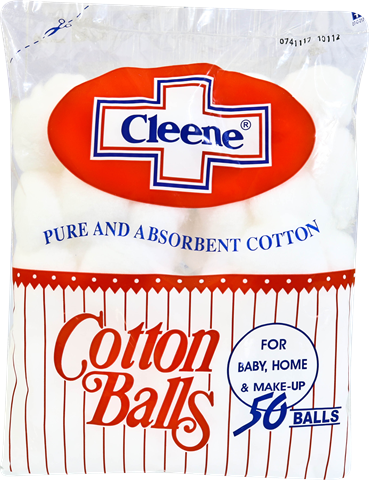 0741112 10112
Cleene®
PURE AND ABSORBENT COTTON
Cotton
Balls
FOR
BABY, HOME
& MAKE-UP
50 BALLS